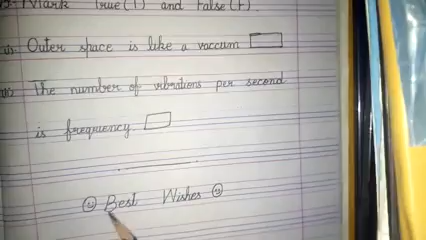 Mark True (T) and False (F).
Outer space is like a vaccum
The number of vibrations per second
is frequency
☺ Best Wishes ☺